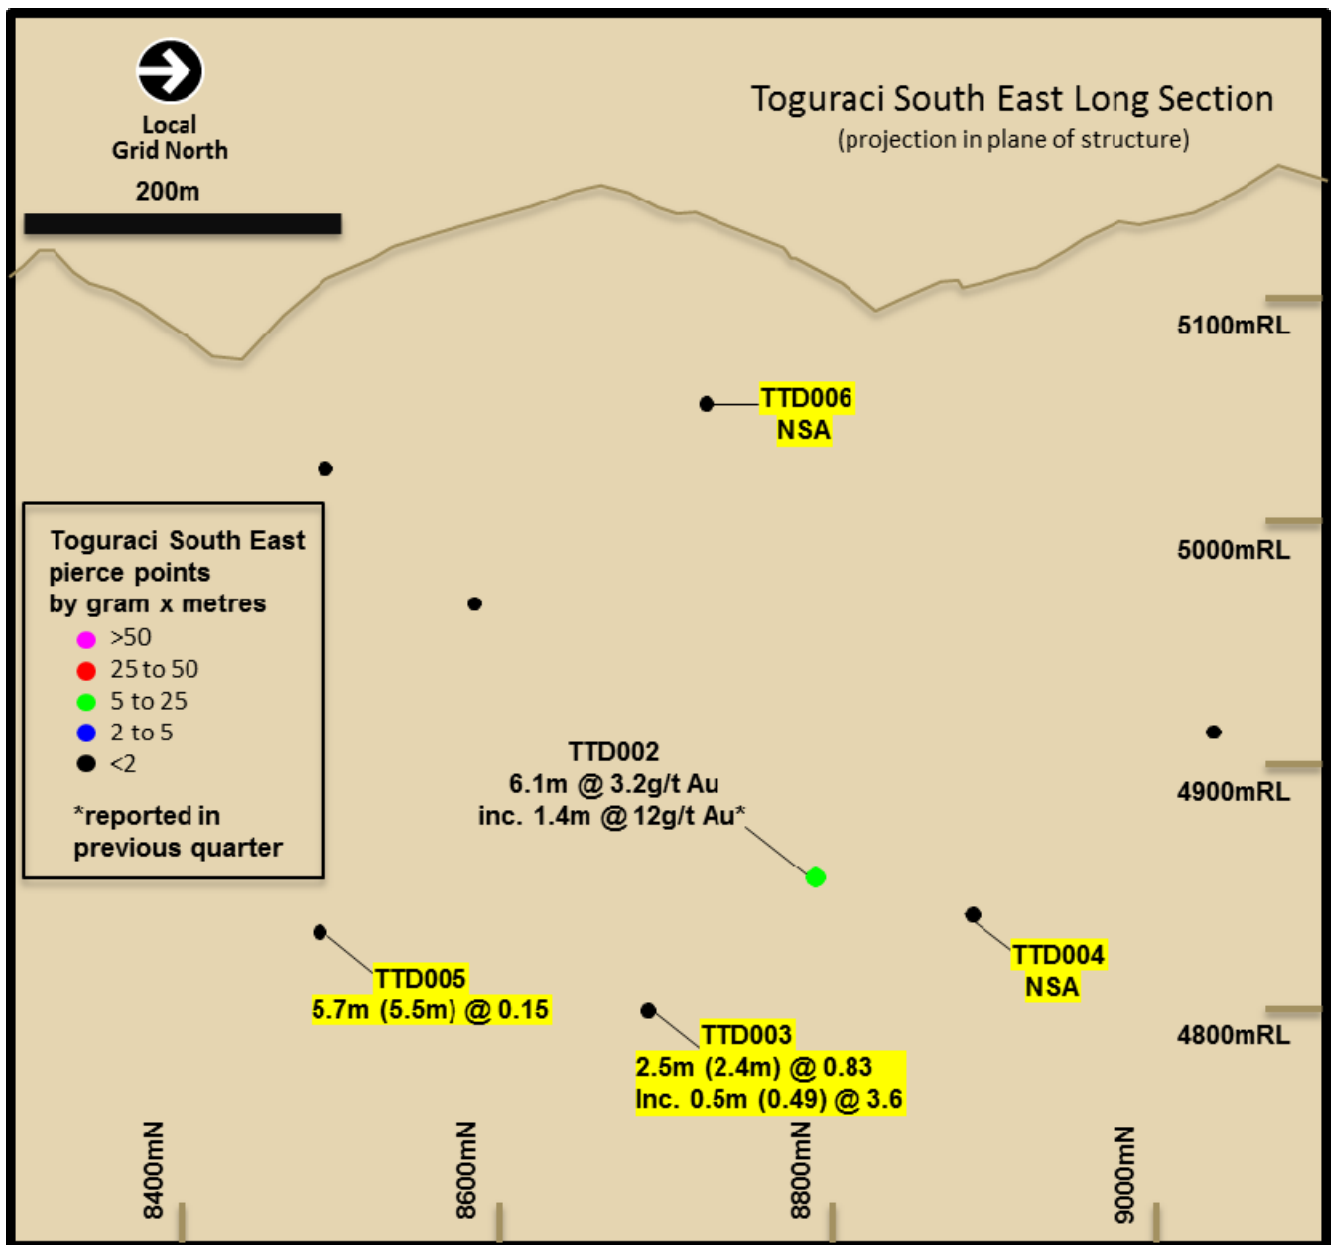 Toguraci South East Long Section
(projection in plane of structure)
Local
Grid North
200m
5100mRL
TTD006
NSA
5000mRL
Toguraci South East
pierce points
by gram x metres
>50
25 to 50
5 to 25
2 to 5
<2
*reported in
previous quarter
TTD002
6.1m @ 3.2g/t Au
inc. 1.4m @ 12g/t Au*
4900mRL
TTD004
NSA
TTD005
5.7m (5.5m) @ 0.15
TTD003
2.5m (2.4m) @ 0.83
Inc. 0.5m (0.49) @ 3.6
4800mRL
8400mN
8600mN
8800mN
9000mN